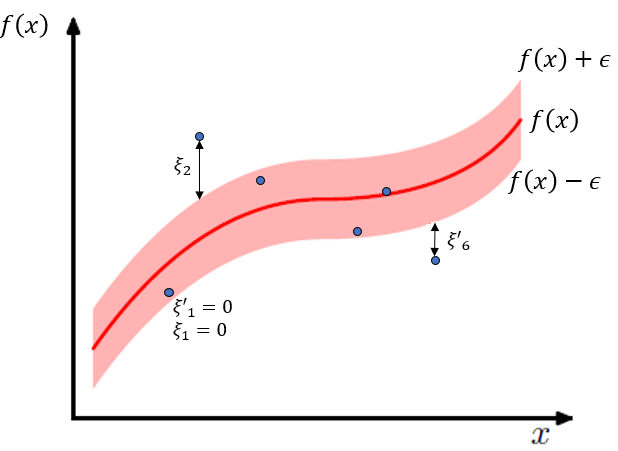 f(x)
f(x) + ϵ
f(x)
ξ₂
f(x) − ϵ
ξ′₆
ξ′₁ = 0
ξ₁ = 0
x